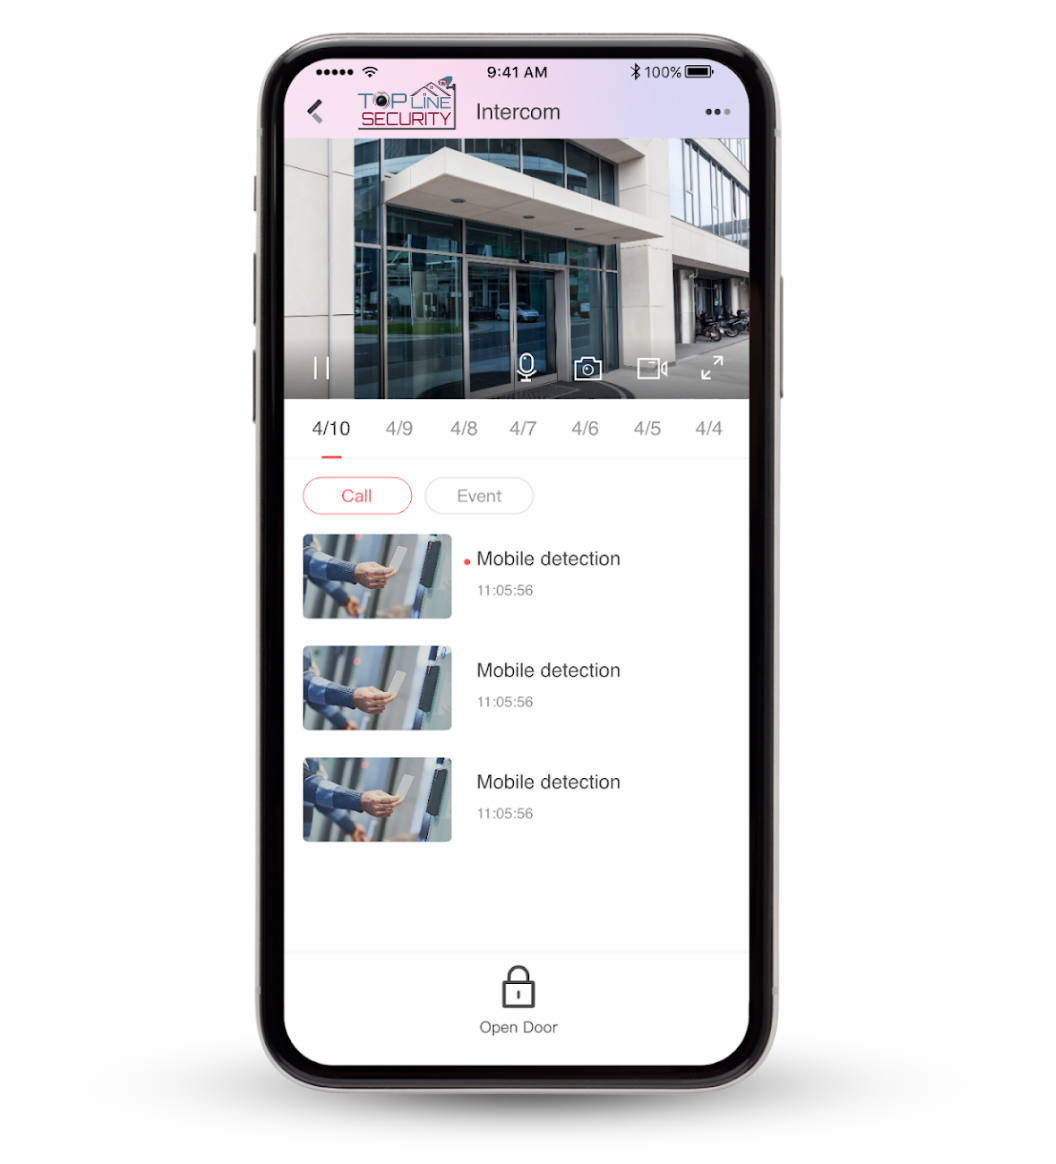 9:41 AM
100%
TOP LINE
SECURITY
Intercom
4/10 4/9 4/8 4/7 4/6 4/5 4/4
Call Event
Mobile detection
11:05:56
Mobile detection
11:05:56
Mobile detection
11:05:56
Open Door